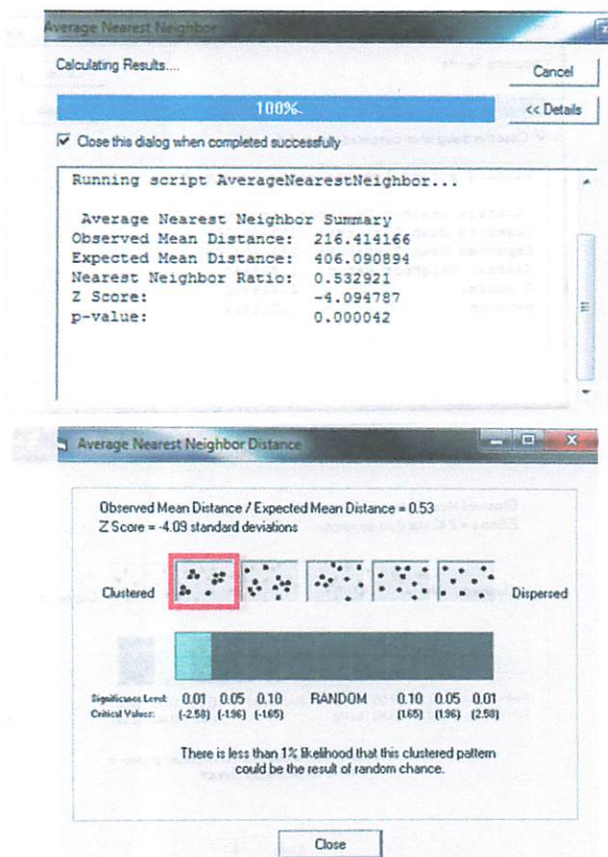 Average Nearest Neighbor
Calculating Results....
Cancel
100%
<< Details
Close this dialog when completed successfully
Running script AverageNearestNeighbor...
Average Nearest Neighbor Summary
Observed Mean Distance: 216.414166
Expected Mean Distance: 406.090894
Nearest Neighbor Ratio: 0.532921
Z Score: -4.094787
p-value: 0.000042
Average Nearest Neighbor Distance
Observed Mean Distance / Expected Mean Distance = 0.53
Z Score = -4.09 standard deviations
Clustered
Dispersed
Significance Level: 0.01 0.05 0.10 RANDOM 0.10 0.05 0.01
Critical Values: (-2.58) (-1.96) (-1.65) (1.65) (1.96) (2.58)
There is less than 1% likelihood that this clustered pattern
could be the result of random chance.
Close